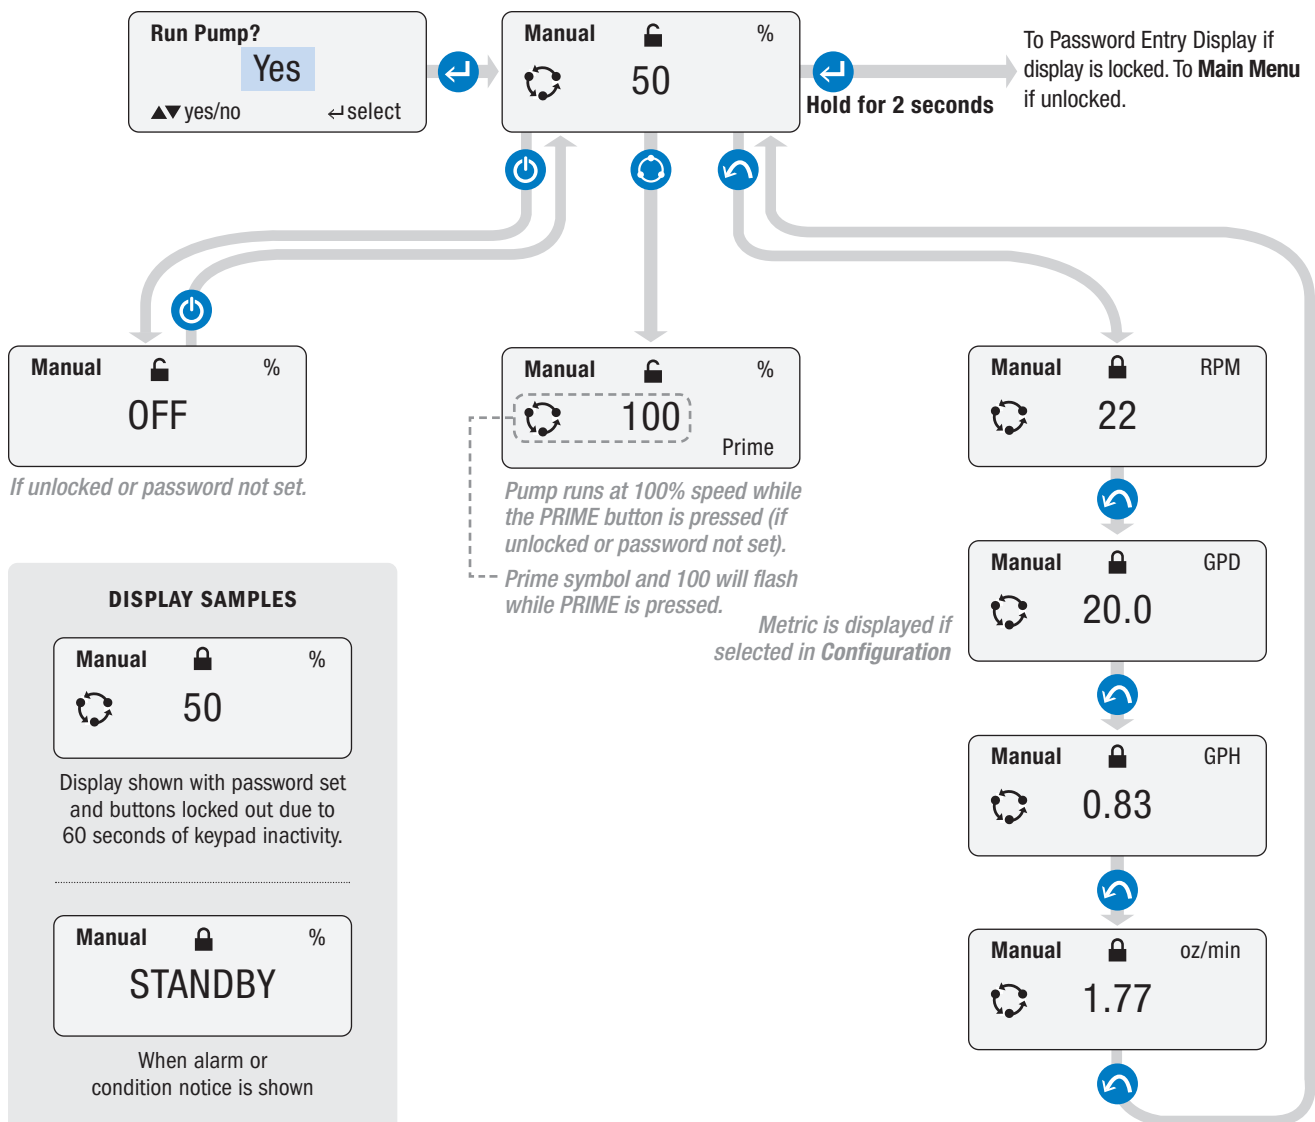 Run Pump?
Yes
▲▼ yes/no ↵ select
Manual %
50
Hold for 2 seconds
To Password Entry Display if
display is locked. To Main Menu
if unlocked.
Manual %
OFF
If unlocked or password not set.
Manual %
100
Prime
Pump runs at 100% speed while
the PRIME button is pressed (if
unlocked or password not set).
Prime symbol and 100 will flash
while PRIME is pressed.
Manual RPM
22
Manual GPD
20.0
Metric is displayed if
selected in Configuration
Manual GPH
0.83
Manual oz/min
1.77
DISPLAY SAMPLES
Manual %
50
Display shown with password set
and buttons locked out due to
60 seconds of keypad inactivity.
Manual %
STANDBY
When alarm or
condition notice is shown